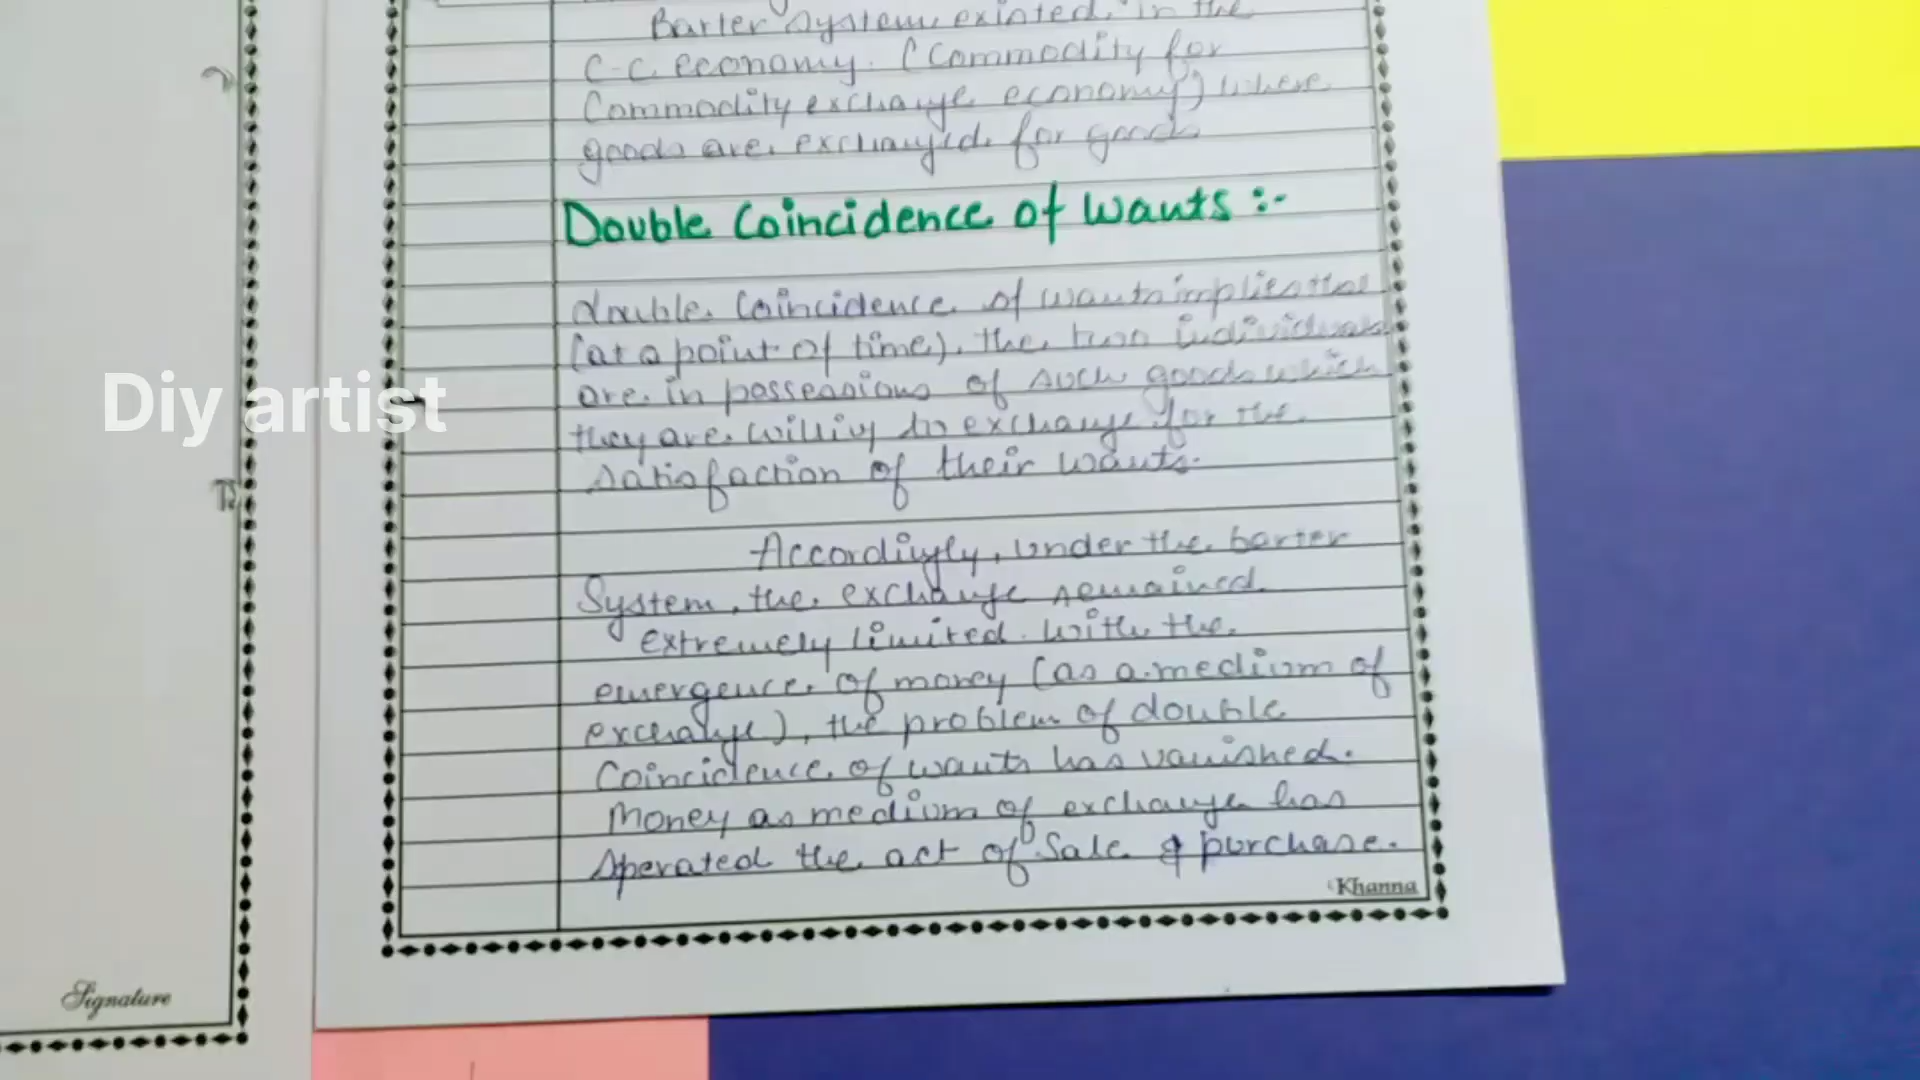 Barter System existed in the
C-C economy. (Commodity for
Commodity exchange economy) where
goods are exchanged for goods
Double Coincidence of Wants :-
double Coincidence of wants implies that
(at a point of time), the two individuals
are in possessions of such goods which
they are willing to exchange for the
satisfaction of their wants.
Accordingly, under the barter
System, the exchange remained
extremely limited. With the
emergence of money (as a medium of
exchange), the problem of double
Coincidence of wants has vanished.
Money as medium of exchange has
Sperated the act of Sale & purchase.
Khanna
Diy artist
Signature